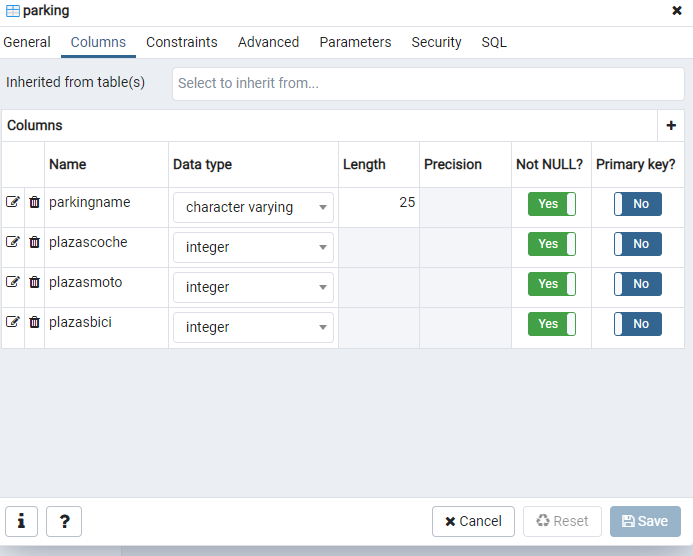 parking
General Columns Constraints Advanced Parameters Security SQL
Inherited from table(s) Select to inherit from...
Columns
Name Data type Length Precision Not NULL? Primary key?
parkingname character varying 25 Yes No
plazascoche integer Yes No
plazasmoto integer Yes No
plazasbici integer Yes No
i ? Cancel Reset Save